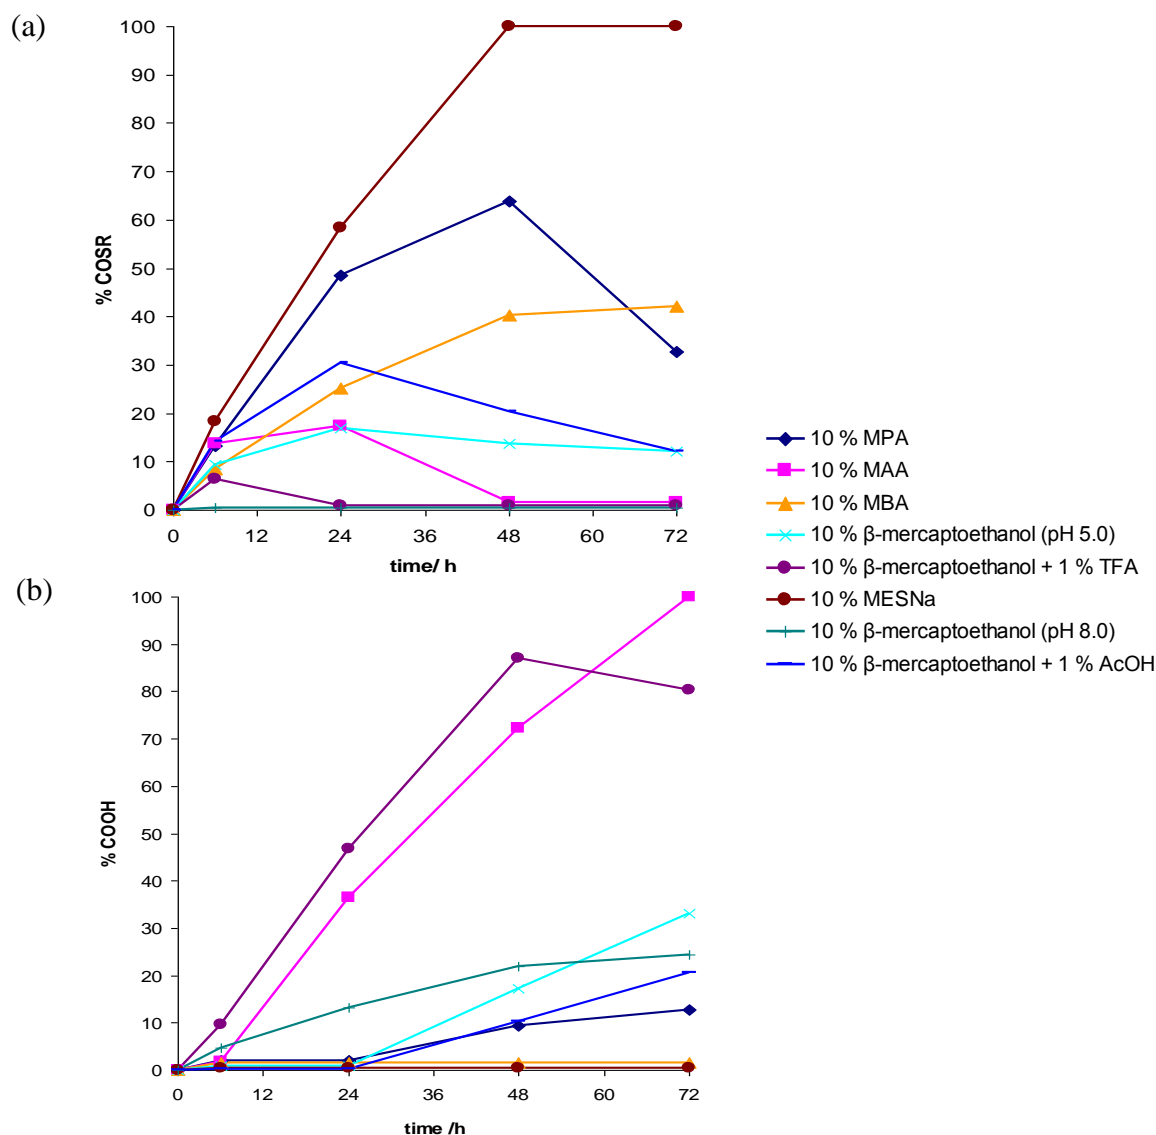 (a)
100
90
80
70
60
50
40
30
20
10
0
% COSR
0 12 24 36 48 60 72
time/ h
10 % MPA
10 % MAA
10 % MBA
10 % β-mercaptoethanol (pH 5.0)
10 % β-mercaptoethanol + 1 % TFA
10 % MESNa
10 % β-mercaptoethanol (pH 8.0)
10 % β-mercaptoethanol + 1 % AcOH
(b)
100
90
80
70
60
50
40
30
20
10
0
% COOH
0 12 24 36 48 60 72
time /h